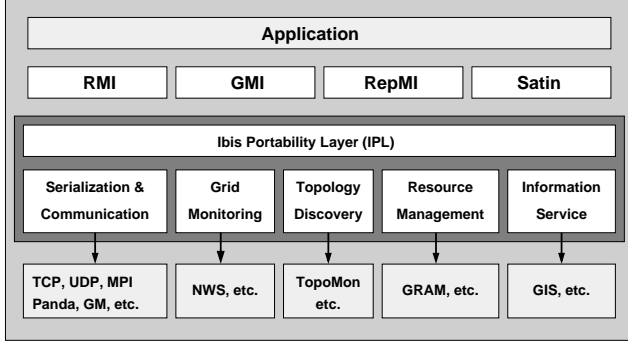 Application
RMI GMI RepMI Satin
Ibis Portability Layer (IPL)
Serialization & Grid Topology Resource Information
Communication Monitoring Discovery Management Service
TCP, UDP, MPI NWS, etc. TopoMon GRAM, etc. GIS, etc.
Panda, GM, etc. etc.